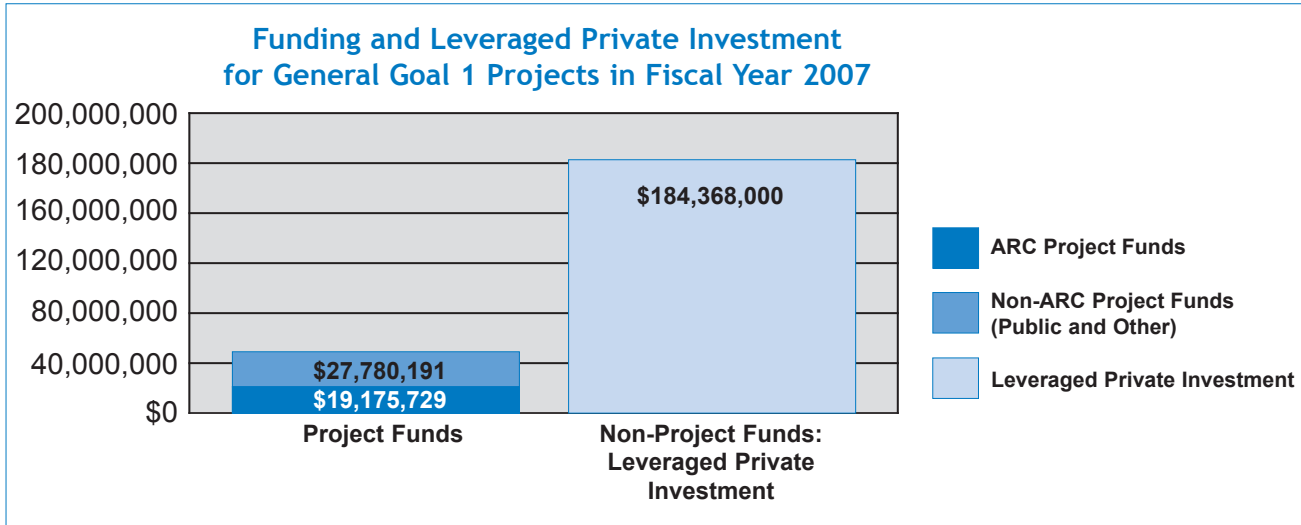 Funding and Leveraged Private Investment
for General Goal 1 Projects in Fiscal Year 2007
200,000,000
180,000,000
160,000,000
120,000,000
80,000,000
40,000,000
$0
$184,368,000
$27,780,191
$19,175,729
Project Funds
Non-Project Funds:
Leveraged Private
Investment
ARC Project Funds
Non-ARC Project Funds
(Public and Other)
Leveraged Private Investment